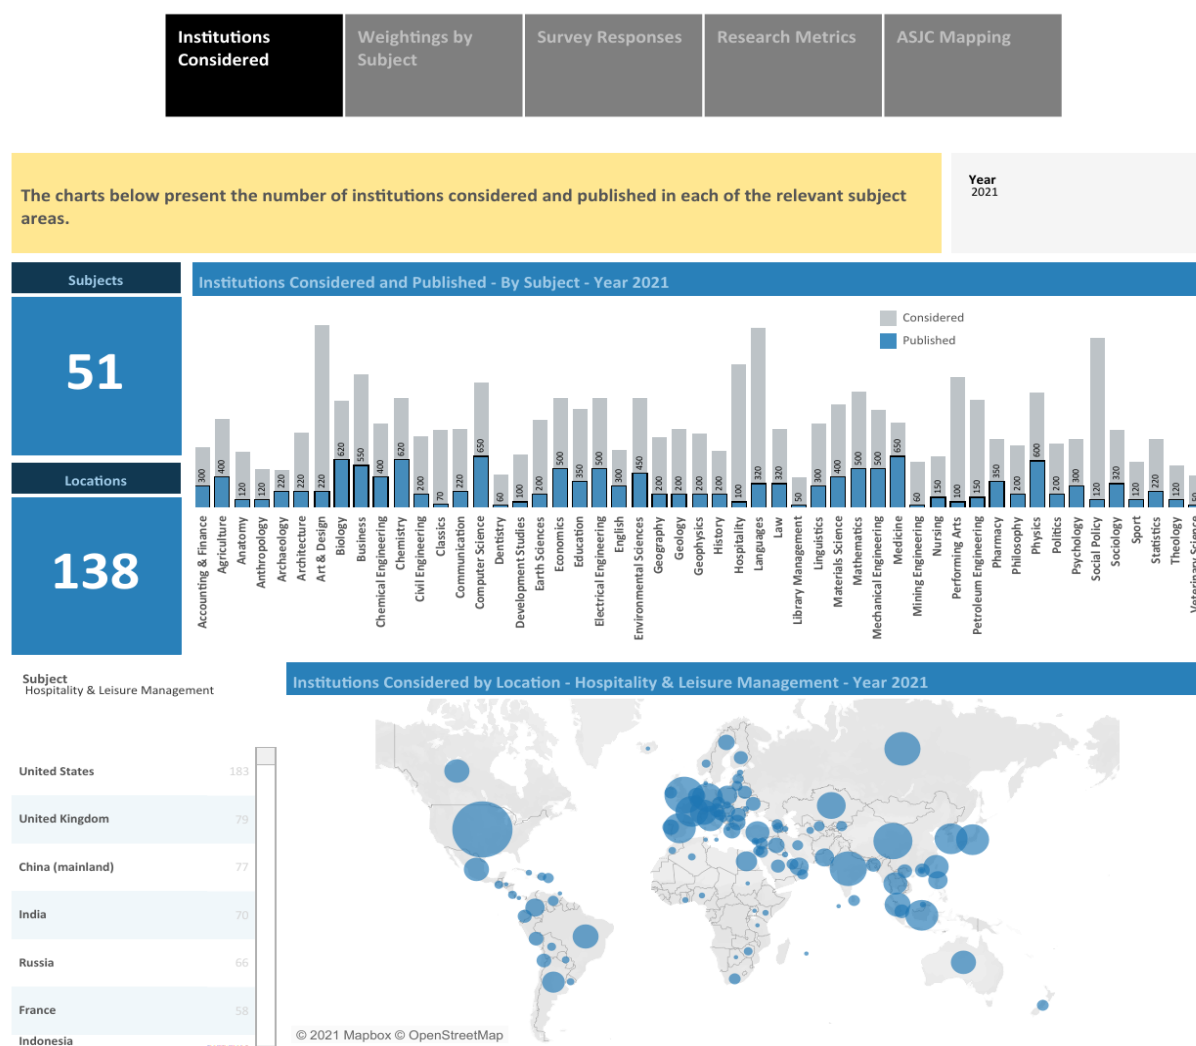 Institutions
Considered
Weightings by
Subject
Survey Responses
Research Metrics
ASJC Mapping
The charts below present the number of institutions considered and published in each of the relevant subject
areas.
Year
2021
Subjects
51
Locations
138
Institutions Considered and Published - By Subject - Year 2021
Considered
Published
300
400
120
120
220
220
220
620
550
400
620
200
70
220
650
60
100
200
500
350
500
300
450
200
200
200
200
100
320
320
50
300
400
500
500
650
60
150
100
150
350
200
600
200
300
120
320
120
220
120
50
Accounting & Finance
Agriculture
Anatomy
Anthropology
Archaeology
Architecture
Art & Design
Biology
Business
Chemical Engineering
Chemistry
Civil Engineering
Classics
Communication
Computer Science
Dentistry
Development Studies
Earth Sciences
Economics
Education
Electrical Engineering
English
Environmental Sciences
Geography
Geology
Geophysics
History
Hospitality
Languages
Law
Library Management
Linguistics
Materials Science
Mathematics
Mechanical Engineering
Medicine
Mining Engineering
Nursing
Performing Arts
Petroleum Engineering
Pharmacy
Philosophy
Physics
Politics
Psychology
Social Policy
Sociology
Sport
Statistics
Theology
Veterinary Science
Subject
Hospitality & Leisure Management
Institutions Considered by Location - Hospitality & Leisure Management - Year 2021
United States 183
United Kingdom 79
China (mainland) 77
India 70
Russia 66
France 58
Indonesia
© 2021 Mapbox © OpenStreetMap